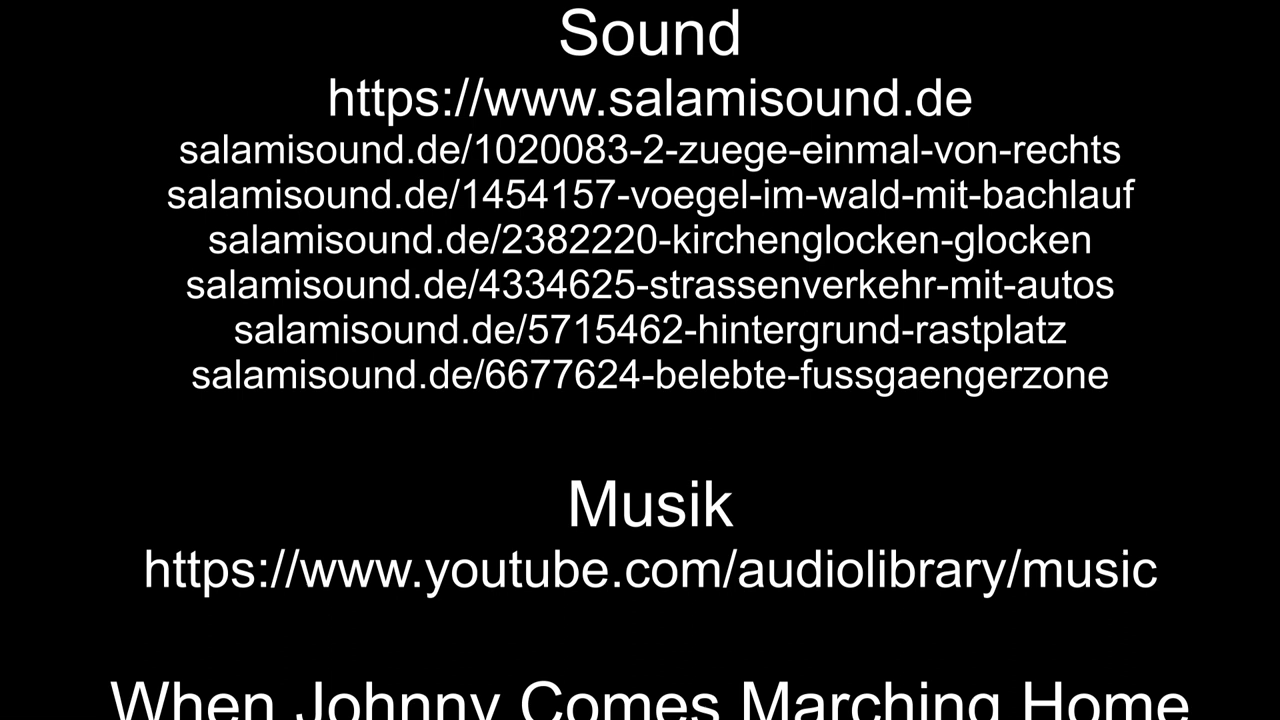 Sound
https://www.salamisound.de
salamisound.de/1020083-2-zuege-einmal-von-rechts
salamisound.de/1454157-voegel-im-wald-mit-bachlauf
salamisound.de/2382220-kirchenglocken-glocken
salamisound.de/4334625-strassenverkehr-mit-autos
salamisound.de/5715462-hintergrund-rastplatz
salamisound.de/6677624-belebte-fussgaengerzone
Musik
https://www.youtube.com/audiolibrary/music
When Johnny Comes Marching Home